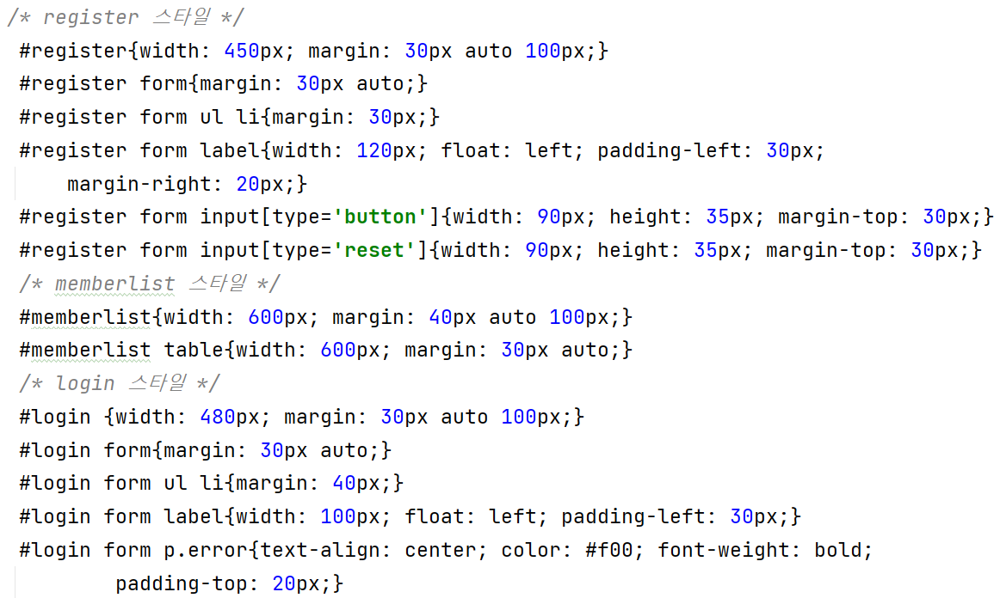 /* register 스타일 */
#register{width: 450px; margin: 30px auto 100px;}
#register form{margin: 30px auto;}
#register form ul li{margin: 30px;}
#register form label{width: 120px; float: left; padding-left: 30px;
margin-right: 20px;}
#register form input[type='button']{width: 90px; height: 35px; margin-top: 30px;}
#register form input[type='reset']{width: 90px; height: 35px; margin-top: 30px;}
/* memberlist 스타일 */
#memberlist{width: 600px; margin: 40px auto 100px;}
#memberlist table{width: 600px; margin: 30px auto;}
/* login 스타일 */
#login {width: 480px; margin: 30px auto 100px;}
#login form{margin: 30px auto;}
#login form ul li{margin: 40px;}
#login form label{width: 100px; float: left; padding-left: 30px;}
#login form p.error{text-align: center; color: #f00; font-weight: bold;
padding-top: 20px;}